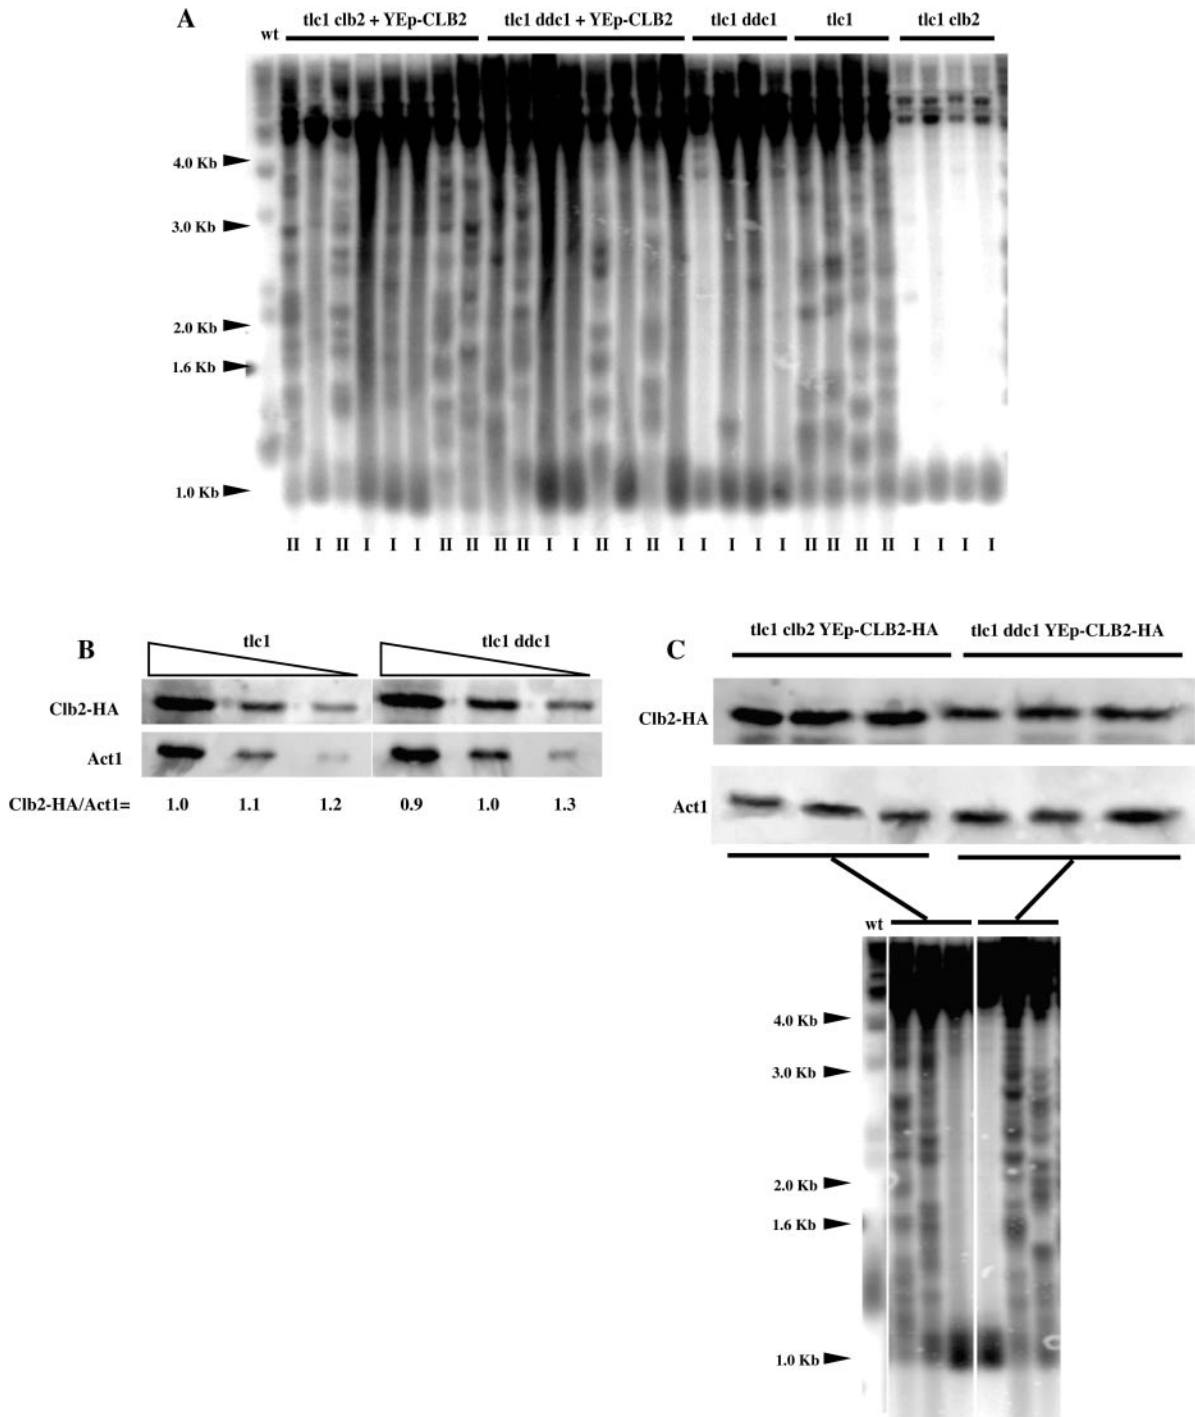 A
tlc1 clb2 + YEp-CLB2 tlc1 ddc1 + YEp-CLB2 tlc1 ddc1 tlc1 tlc1 clb2
wt
4.0 Kb
3.0 Kb
2.0 Kb
1.6 Kb
1.0 Kb
II I II I I I II II II II I I II I II I I I I I II II II II I I I I
B
tlc1 tlc1 ddc1
Clb2-HA
Act1
Clb2-HA/Act1= 1.0 1.1 1.2 0.9 1.0 1.3
C
tlc1 clb2 YEp-CLB2-HA tlc1 ddc1 YEp-CLB2-HA
Clb2-HA
Act1
wt
4.0 Kb
3.0 Kb
2.0 Kb
1.6 Kb
1.0 Kb